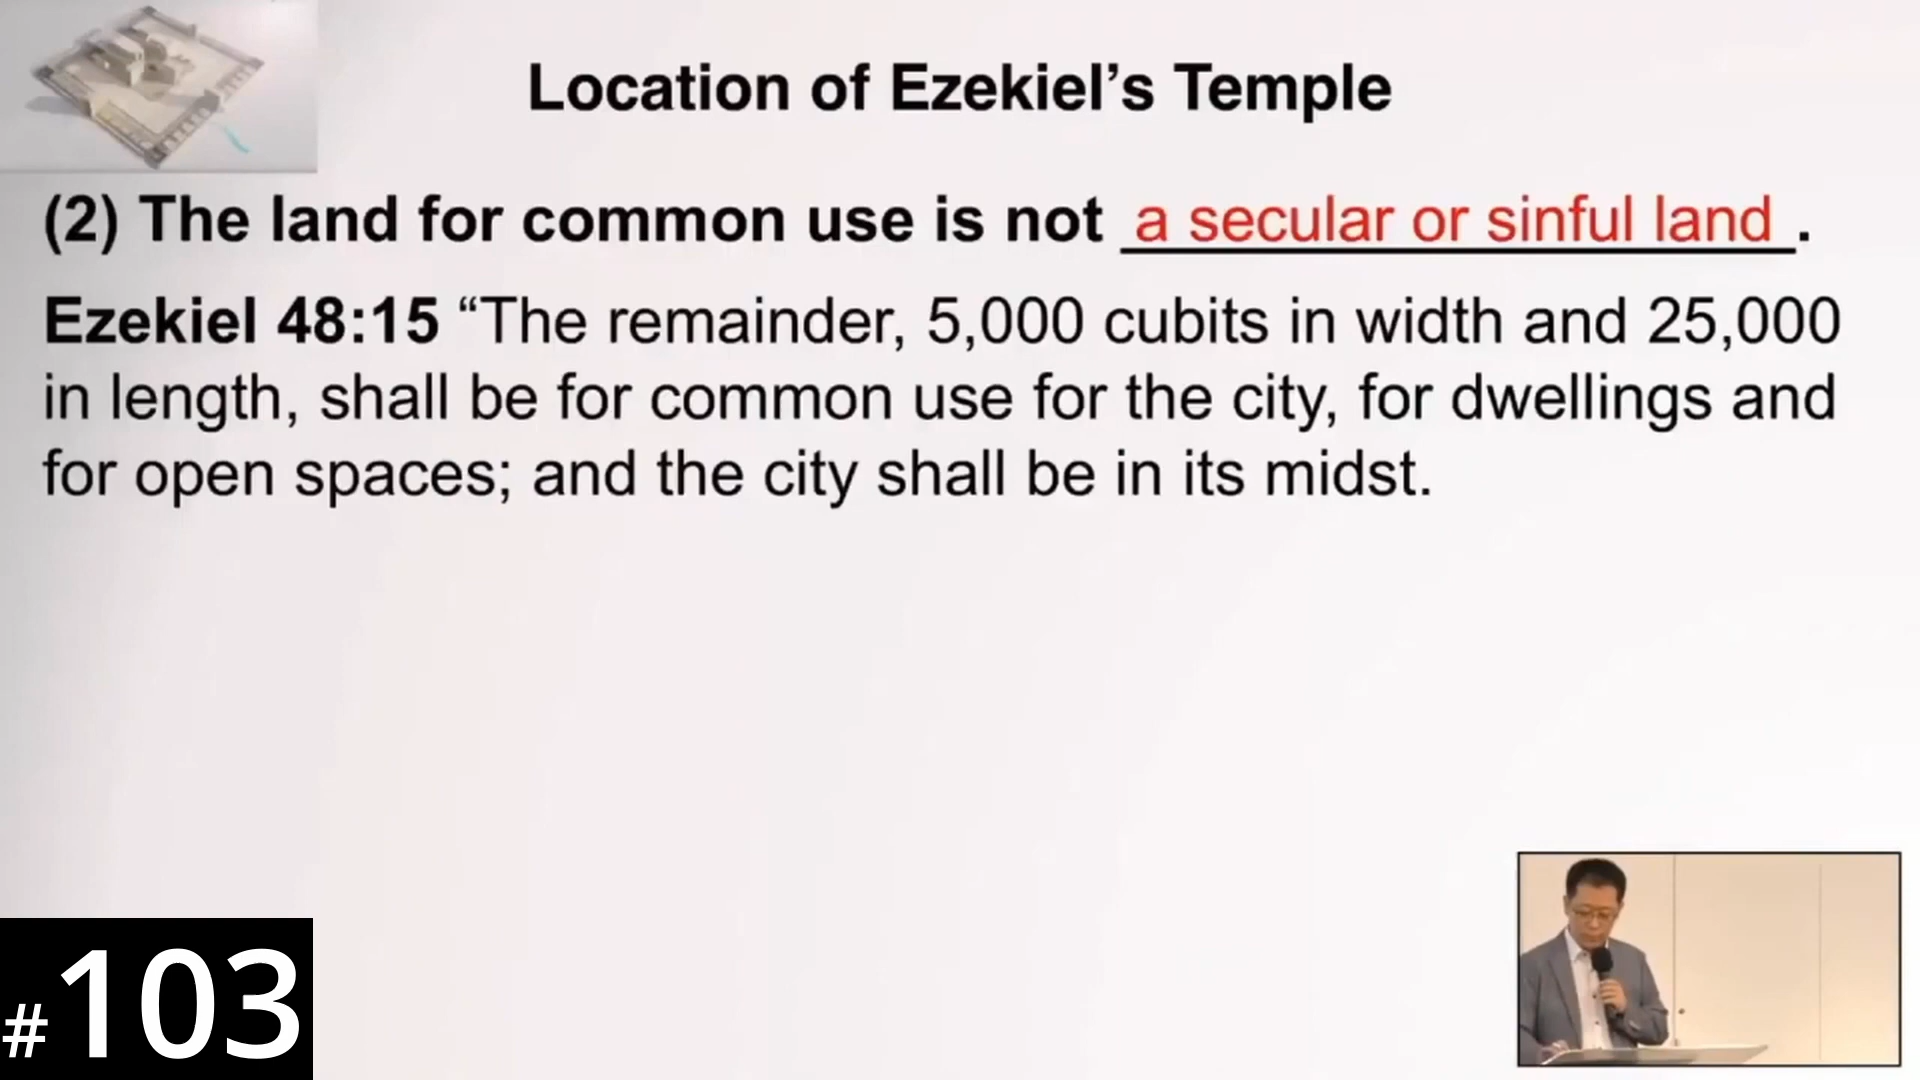 Location of Ezekiel’s Temple
(2) The land for common use is not a secular or sinful land.
Ezekiel 48:15 “The remainder, 5,000 cubits in width and 25,000
in length, shall be for common use for the city, for dwellings and
for open spaces; and the city shall be in its midst.
#103